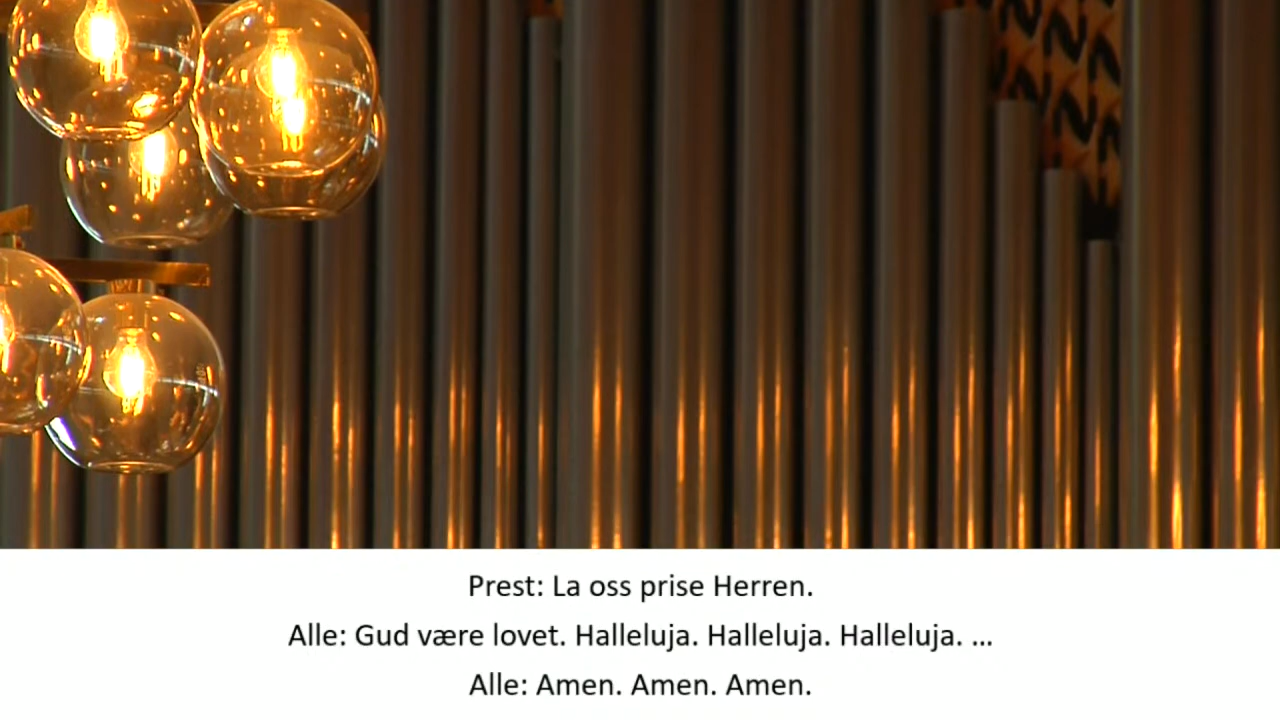 Prest: La oss prise Herren.
Alle: Gud være lovet. Halleluja. Halleluja. Halleluja. ...
Alle: Amen. Amen. Amen.